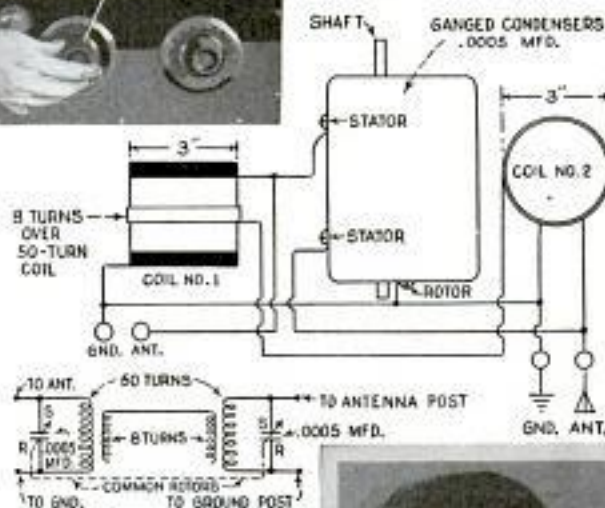 SHAFT
GANGED CONDENSERS
.0005 MFD.
3"
STATOR
3"
COIL NO. 2
8 TURNS
OVER
50-TURN
COIL
COIL NO. 1
STATOR
ROTOR
GND. ANT.
TO ANT.
50 TURNS
TO ANTENNA POST
S
S
8 TURNS
.0005 MFD.
R
.0005
MFD.
R
GND. ANT.
COMMON ROTORS
TO GND.
TO GROUND POST